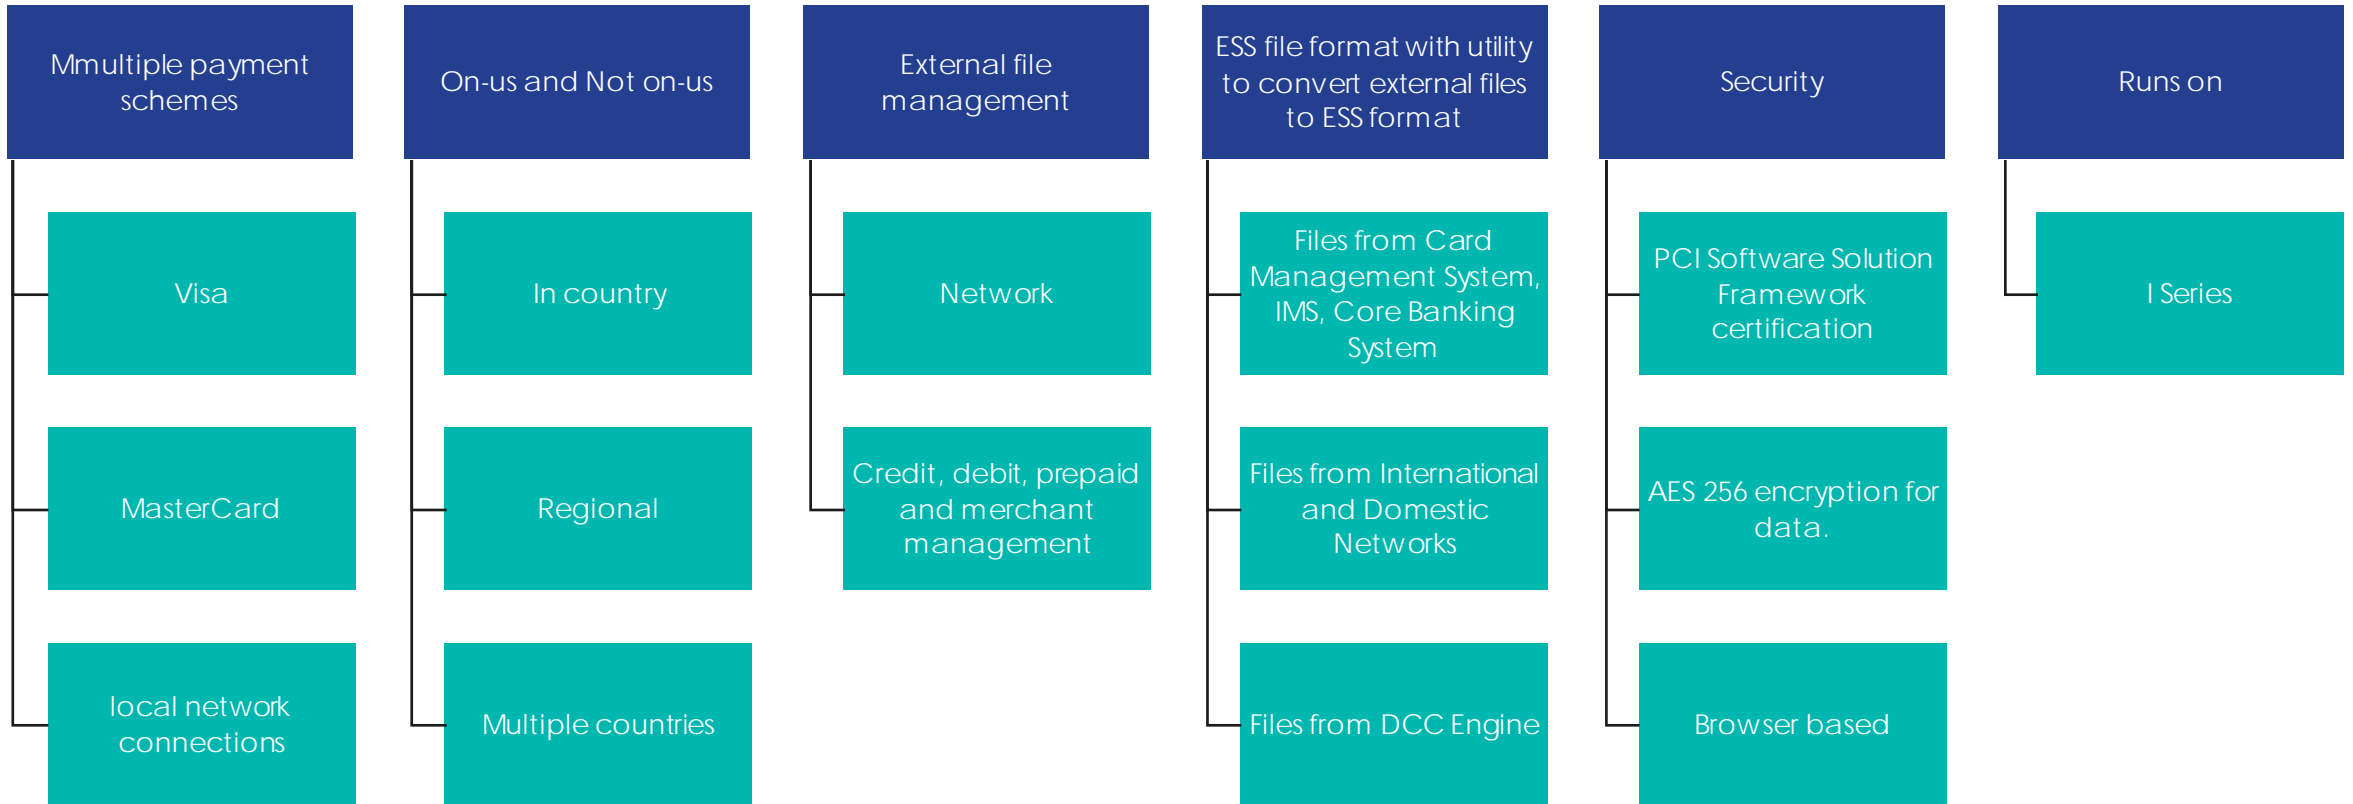 Mmultiple payment
schemes
Visa
MasterCard
local network
connections
On-us and Not on-us
In country
Regional
Multiple countries
External file
management
Network
Credit, debit, prepaid
and merchant
management
ESS file format with utility
to convert external files
to ESS format
Files from Card
Management System,
IMS, Core Banking
System
Files from International
and Domestic
Networks
Files from DCC Engine
Security
PCI Software Solution
Framework
certification
AES 256 encryption for
data.
Browser based
Runs on
I Series